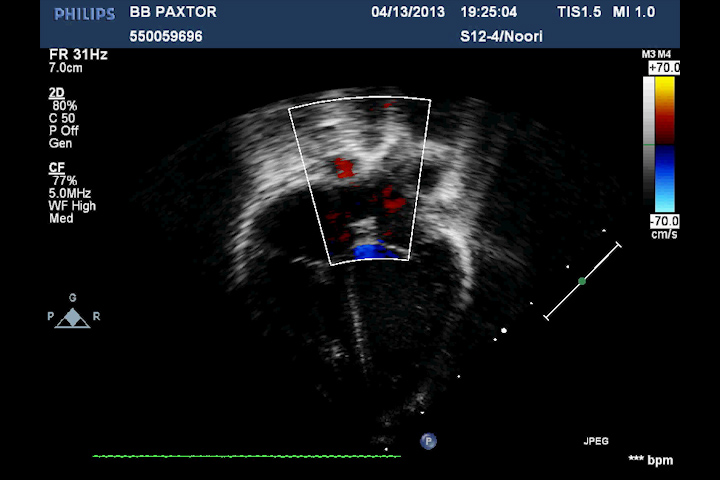 PHILIPS BB PAXTOR 04/13/2013 19:25:04 TIS1.5 MI 1.0
550059696 S12-4/Noori
FR 31Hz
7.0cm
M3 M4
+70.0
2D
80%
C 50
P Off
Gen
CF
77%
5.0MHz
WF High
Med
-70.0
cm/s
G
P R
P
JPEG
*** bpm